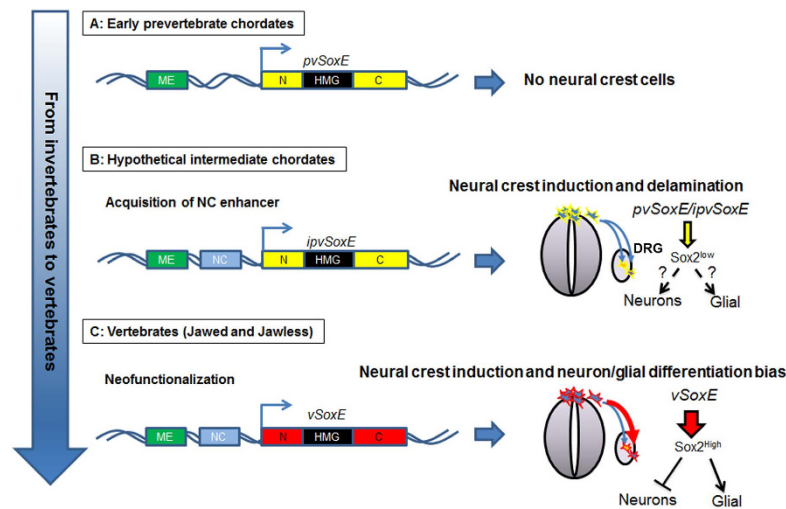 From invertebrates to vertebrates
A: Early prevertebrate chordates
pvSoxE
ME
N
HMG
C
No neural crest cells
B: Hypothetical intermediate chordates
Acquisition of NC enhancer
ipvSoxE
ME
NC
N
HMG
C
Neural crest induction and delamination
pvSoxE/ipvSoxE
DRG
Sox2low
? ?
Neurons Glial
C: Vertebrates (Jawed and Jawless)
Neofunctionalization
vSoxE
ME
NC
N
HMG
C
Neural crest induction and neuron/glial differentiation bias
vSoxE
Sox2High
Neurons Glial